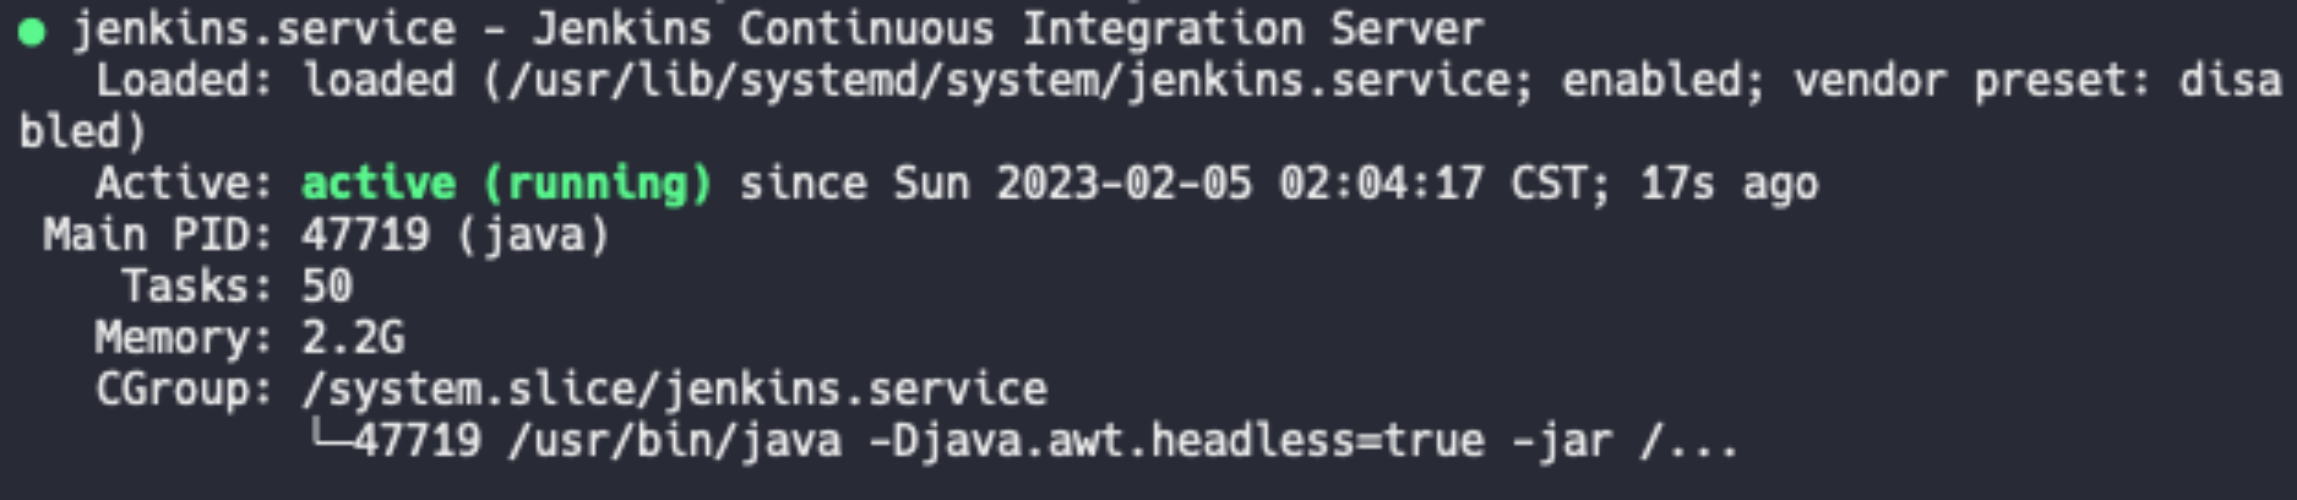 ● jenkins.service - Jenkins Continuous Integration Server
Loaded: loaded (/usr/lib/systemd/system/jenkins.service; enabled; vendor preset: disa
bled)
Active: active (running) since Sun 2023-02-05 02:04:17 CST; 17s ago
Main PID: 47719 (java)
Tasks: 50
Memory: 2.2G
CGroup: /system.slice/jenkins.service
└─47719 /usr/bin/java -Djava.awt.headless=true -jar /...